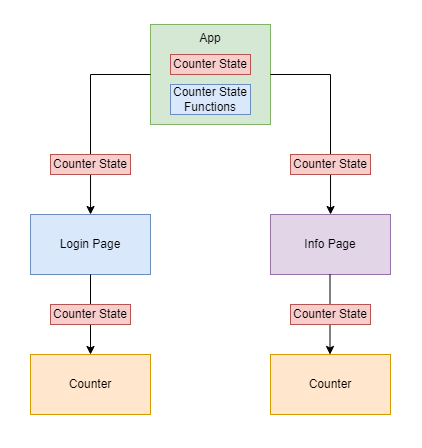 App
Counter State
Counter State
Functions
Counter State
Counter State
Login Page
Info Page
Counter State
Counter State
Counter
Counter